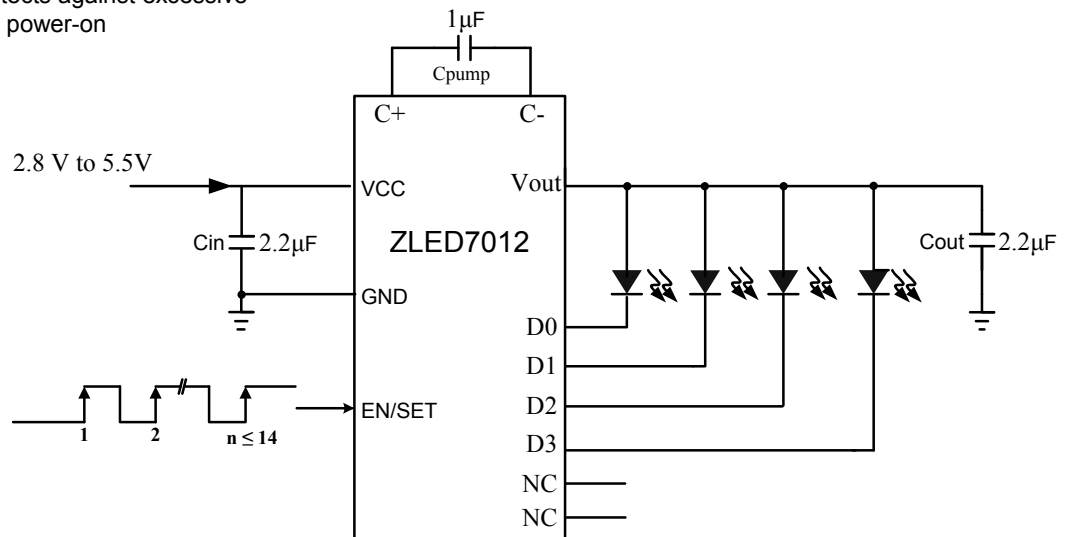 power-on
1µF
Cpump
C+ C-
2.8 V to 5.5V
VCC Vout
Cin 2.2µF
ZLED7012
Cout 2.2µF
GND
D0
D1
D2
EN/SET
1 2 n ≤ 14
D3
NC
NC